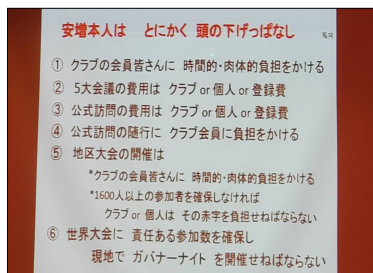 安増本人は とにかく 頭の下げっぱなし
① クラブの会員皆さんに 時間的・肉体的負担をかける
② 5大会議の費用は クラブ or 個人 or 登録費
③ 公式訪問の費用は クラブ or 個人 or 登録費
④ 公式訪問の随行に クラブ会員に負担をかける
⑤ 地区大会の開催は
*クラブの会員皆さんに 時間的・肉体的負担をかける
*1600人以上の参加者を確保しなければ
クラブ or 個人は その赤字を負担せねばならない
⑥ 世界大会に 責任ある参加数を確保し
現地で ガバナーナイト を開催せねばならない